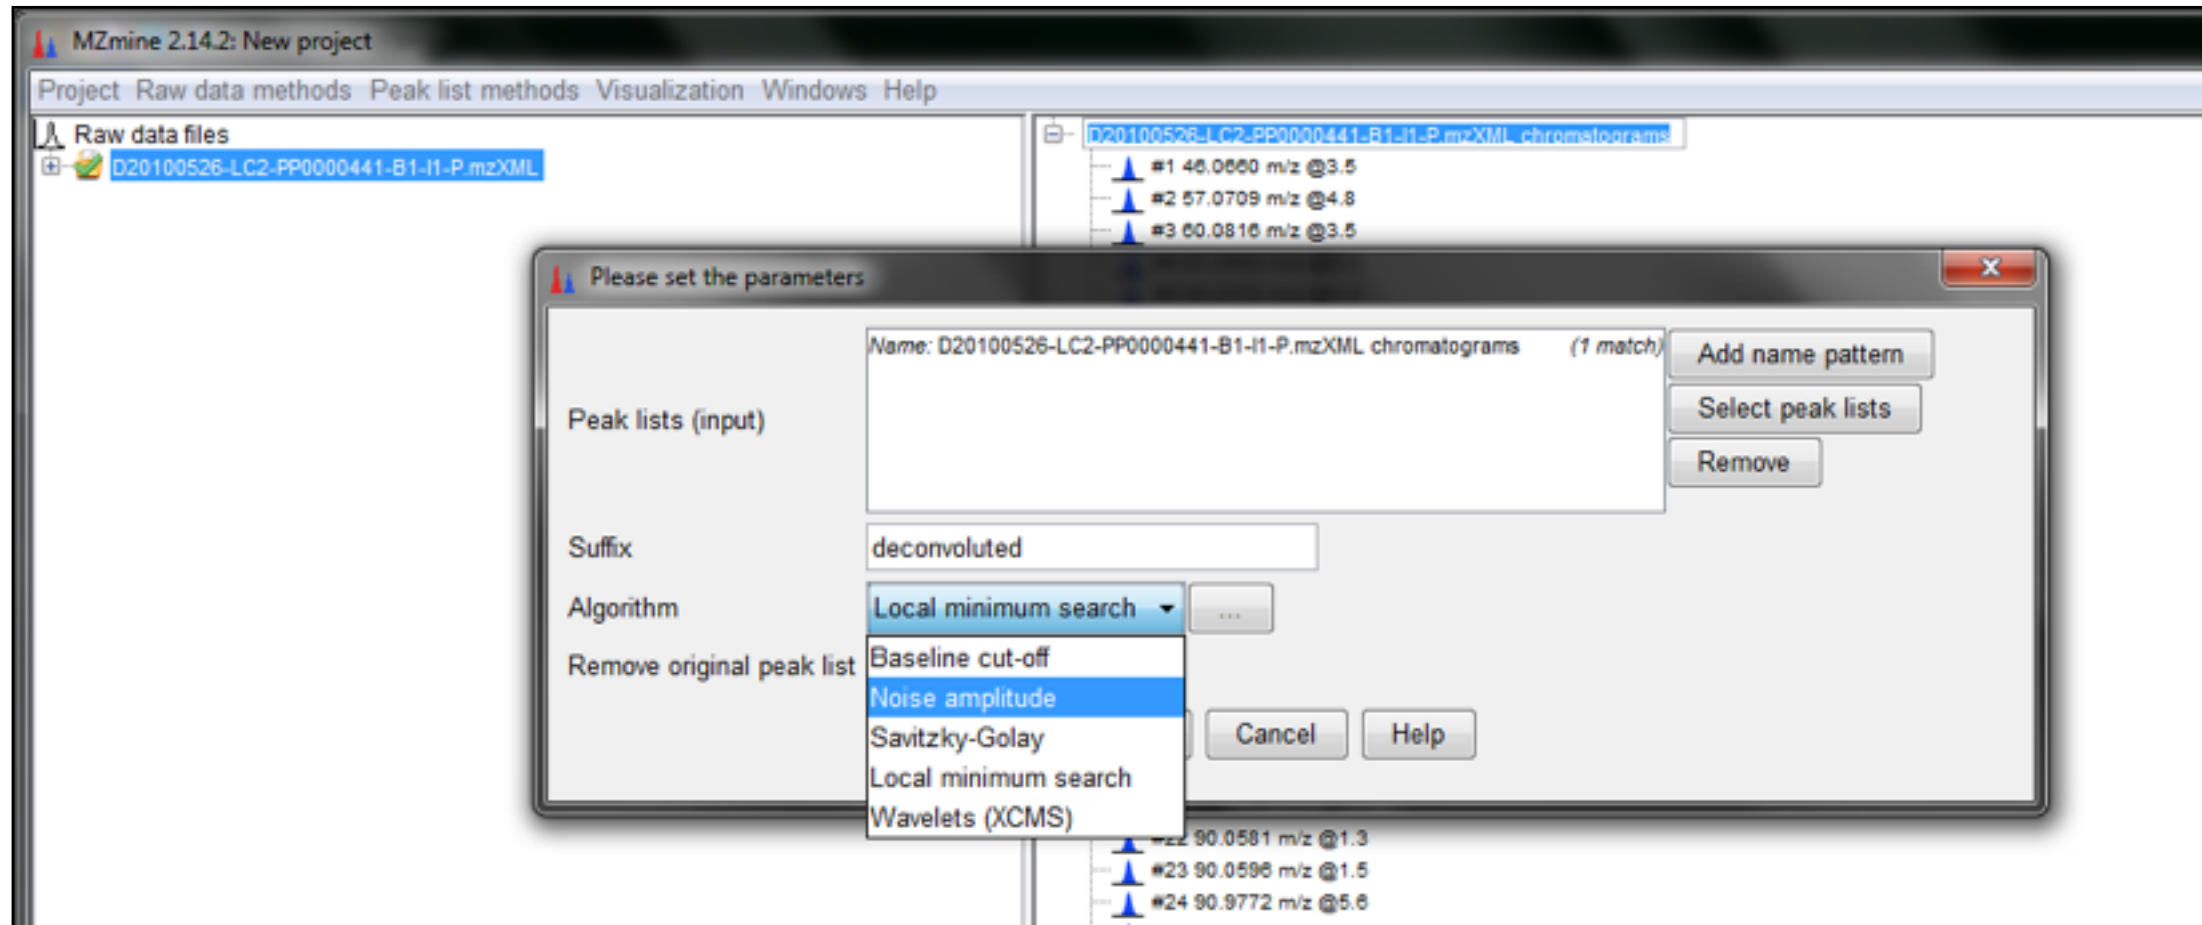 MZmine 2.14.2: New project
Project Raw data methods Peak list methods Visualization Windows Help
Raw data files
D20100526-LC2-PP0000441-B1-I1-P.mzXML
D20100526-LC2-PP0000441-B1-I1-P.mzXML chromatograms
#1 46.0660 m/z @3.5
#2 57.0709 m/z @4.8
#3 60.0816 m/z @3.5
Please set the parameters
Name: D20100526-LC2-PP0000441-B1-I1-P.mzXML chromatograms (1 match)
Add name pattern
Select peak lists
Remove
Peak lists (input)
Suffix deconvoluted
Algorithm Local minimum search ...
Remove original peak list
Baseline cut-off
Noise amplitude
Savitzky-Golay
Local minimum search
Wavelets (XCMS)
Cancel Help
#22 90.0581 m/z @1.3
#23 90.0596 m/z @1.5
#24 90.9772 m/z @5.6